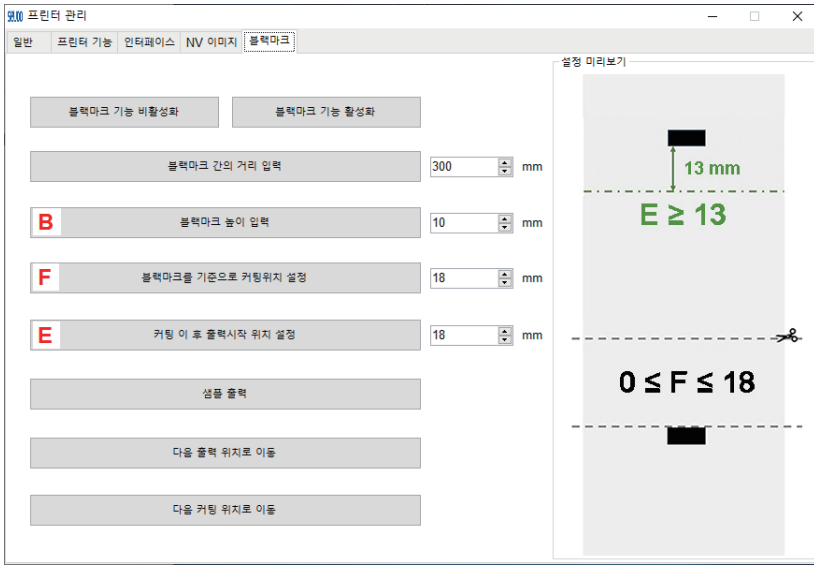 프린터 관리
일반 프린터 기능 인터페이스 NV 이미지 블랙마크
설정 미리보기
블랙마크 기능 비활성화 블랙마크 기능 활성화
블랙마크 간의 거리 입력 300 mm
B 블랙마크 높이 입력 10 mm
F 블랙마크를 기준으로 커팅위치 설정 18 mm
E 커팅 이 후 출력시작 위치 설정 18 mm
샘플 출력
다음 출력 위치로 이동
다음 커팅 위치로 이동
13 mm
E ≥ 13
0 ≤ F ≤ 18